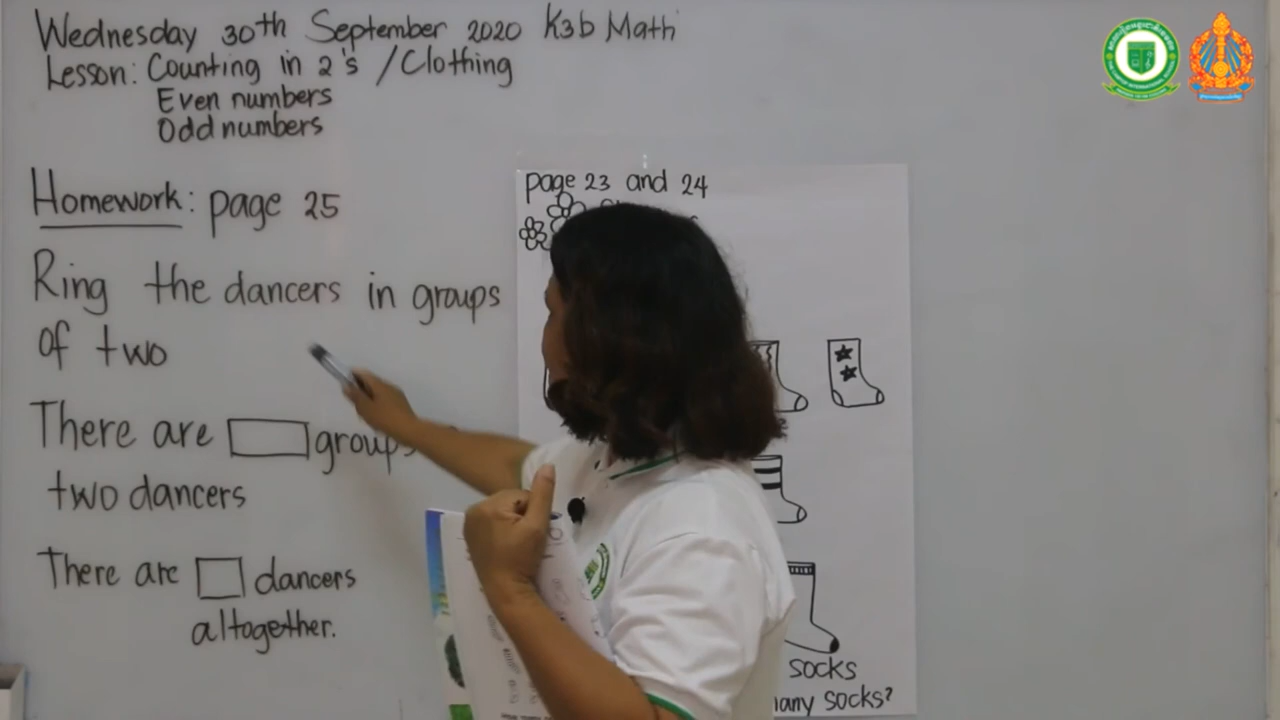 Wednesday 30th September 2020 K3b Math
Lesson: Counting in 2's / Clothing
Even numbers
Odd numbers
Homework: page 25
Ring the dancers in groups
of two
There are groups
two dancers
There are dancers
altogether.
page 23 and 24
socks
many socks?